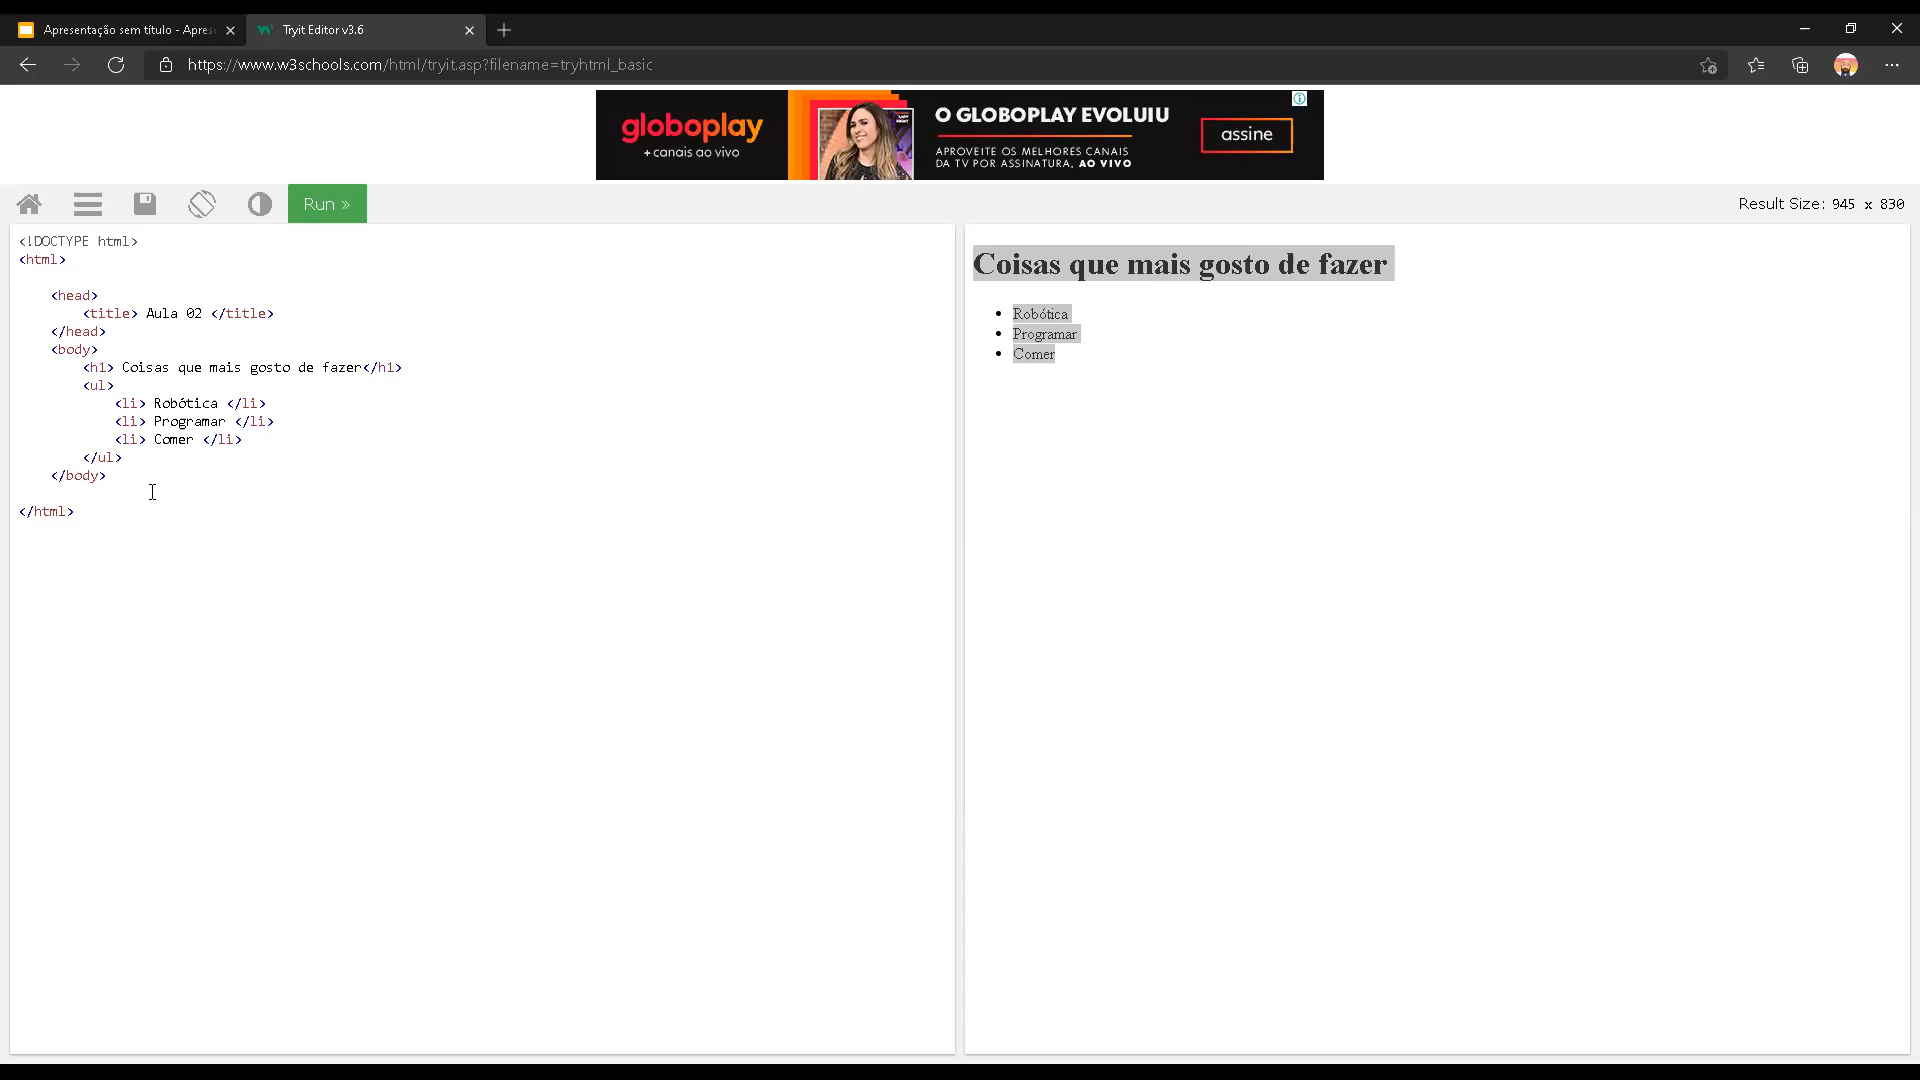 Apresentação sem título - Apres
Tryit Editor v3.6
https://www.w3schools.com/html/tryit.asp?filename=tryhtml_basic
globoplay
+ canais ao vivo
O GLOBOPLAY EVOLUIU
APROVEITE OS MELHORES CANAIS
DA TV POR ASSINATURA, AO VIVO
assine
Run »
Result Size: 945 x 830
<!DOCTYPE html>
<html>
<head>
<title> Aula 02 </title>
</head>
<body>
<h1> Coisas que mais gosto de fazer</h1>
<ul>
<li> Robótica </li>
<li> Programar </li>
<li> Comer </li>
</ul>
</body>
</html>
Coisas que mais gosto de fazer
• Robótica
• Programar
• Comer